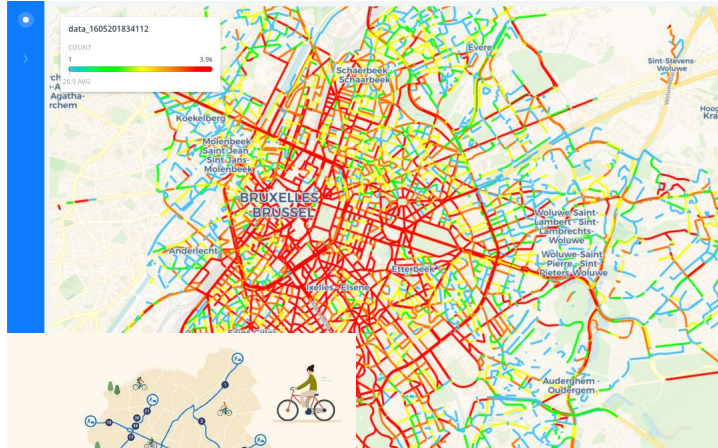 data_1605201834112
COUNT
1 3.9k
26.9 AVG
Evere
Schaerbeek -
Schaarbeek
Sint-Stevens-
Woluwe
Agatha-
rchem
Koekelberg
Molenbeek
Saint-Jean
Sint-Jans-
Molenbeek
BRUXELLES
- BRUSSEL
Woluwe-Saint-
Lambert - Sint-
Lambrechts-
Woluwe
Woluwe-Saint-
Pierre - Sint-
Pieters-Woluwe
Anderlecht
Etterbeek
Ixelles - Elsene
Auderghem -
Oudergem